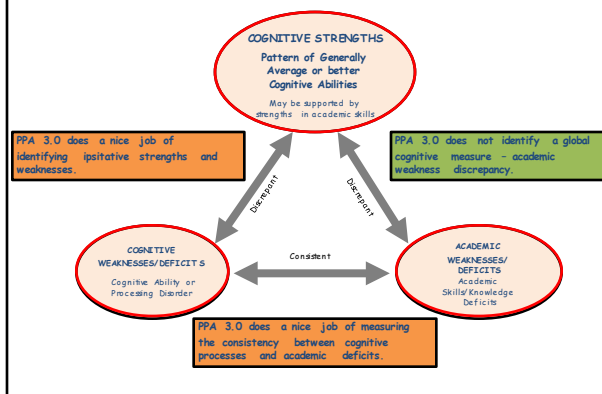 COGNITIVE STRENGTHS
Pattern of Generally
Average or better
Cognitive Abilities
May be supported by
strengths in academic skills
PPA 3.0 does a nice job of
identifying ipsitative strengths and
weaknesses.
PPA 3.0 does not identify a global
cognitive measure - academic
weakness discrepancy.
Discrepant
Discrepant
COGNITIVE
WEAKNESSES/DEFICITS
Cognitive Ability or
Processing Disorder
Consistent
ACADEMIC
WEAKNESSES/
DEFICITS
Academic
Skills/Knowledge
Deficits
PPA 3.0 does a nice job of measuring
the consistency between cognitive
processes and academic deficits.